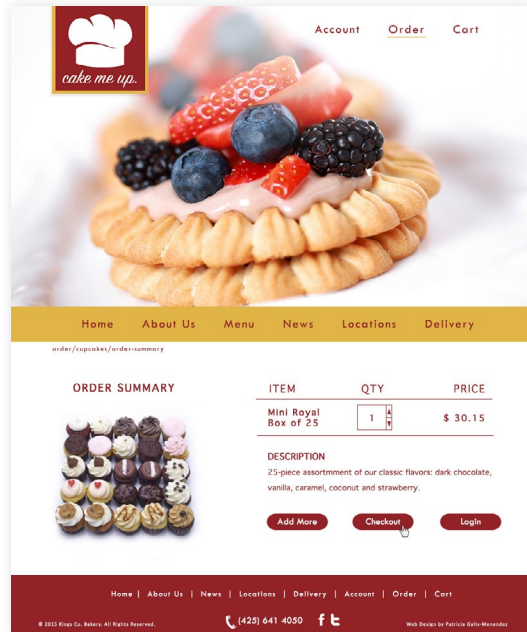 cake me up.
Account Order Cart
Home About Us Menu News Locations Delivery
order/cupcakes/order-summary
ORDER SUMMARY
ITEM QTY PRICE
Mini Royal
Box of 25
1
$ 30.15
DESCRIPTION
25-piece assortmment of our classic flavors: dark chocolate,
vanilla, caramel, coconut and strawberry.
Add More Checkout Login
Home | About Us | News | Locations | Delivery | Account | Order | Cart
© 2015 Kings Co. Bakery. All Rights Reserved.
(425) 641 4050
Web Design by Patricia Galis-Menendez